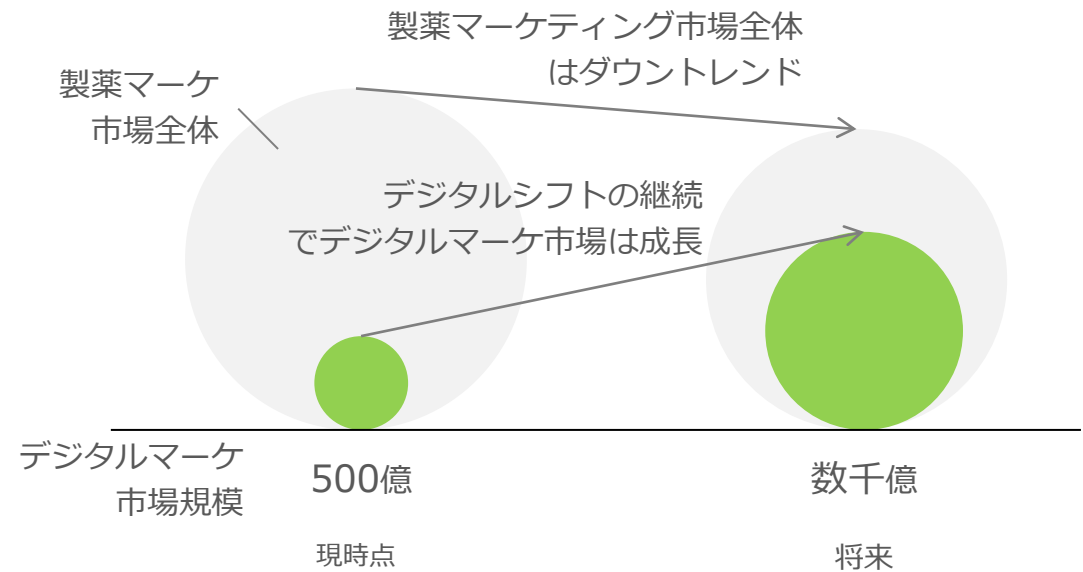 製薬マーケティング市場全体
はダウントレンド
製薬マーケ
市場全体
デジタルシフトの継続
でデジタルマーケ市場は成長
デジタルマーケ
市場規模
500億
数千億
現時点
将来